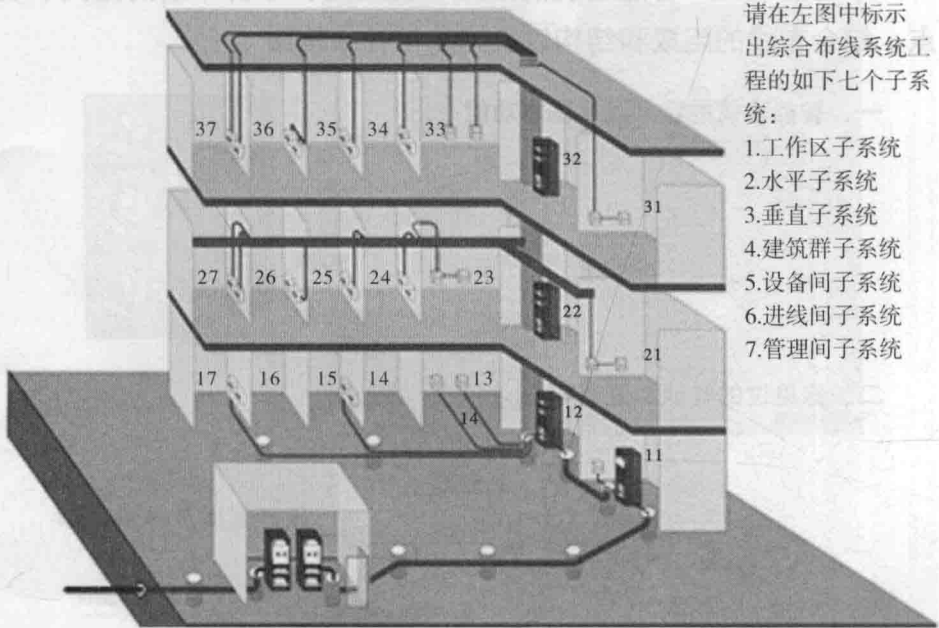 请在左图中标示
出综合布线系统工
程的如下七个子系
统：
1.工作区子系统
2.水平子系统
3.垂直子系统
4.建筑群子系统
5.设备间子系统
6.进线间子系统
7.管理间子系统
37 36 35 34 33
32
31
27 26 25 24 23
22
21
17 16 15 14 13
14
12
11